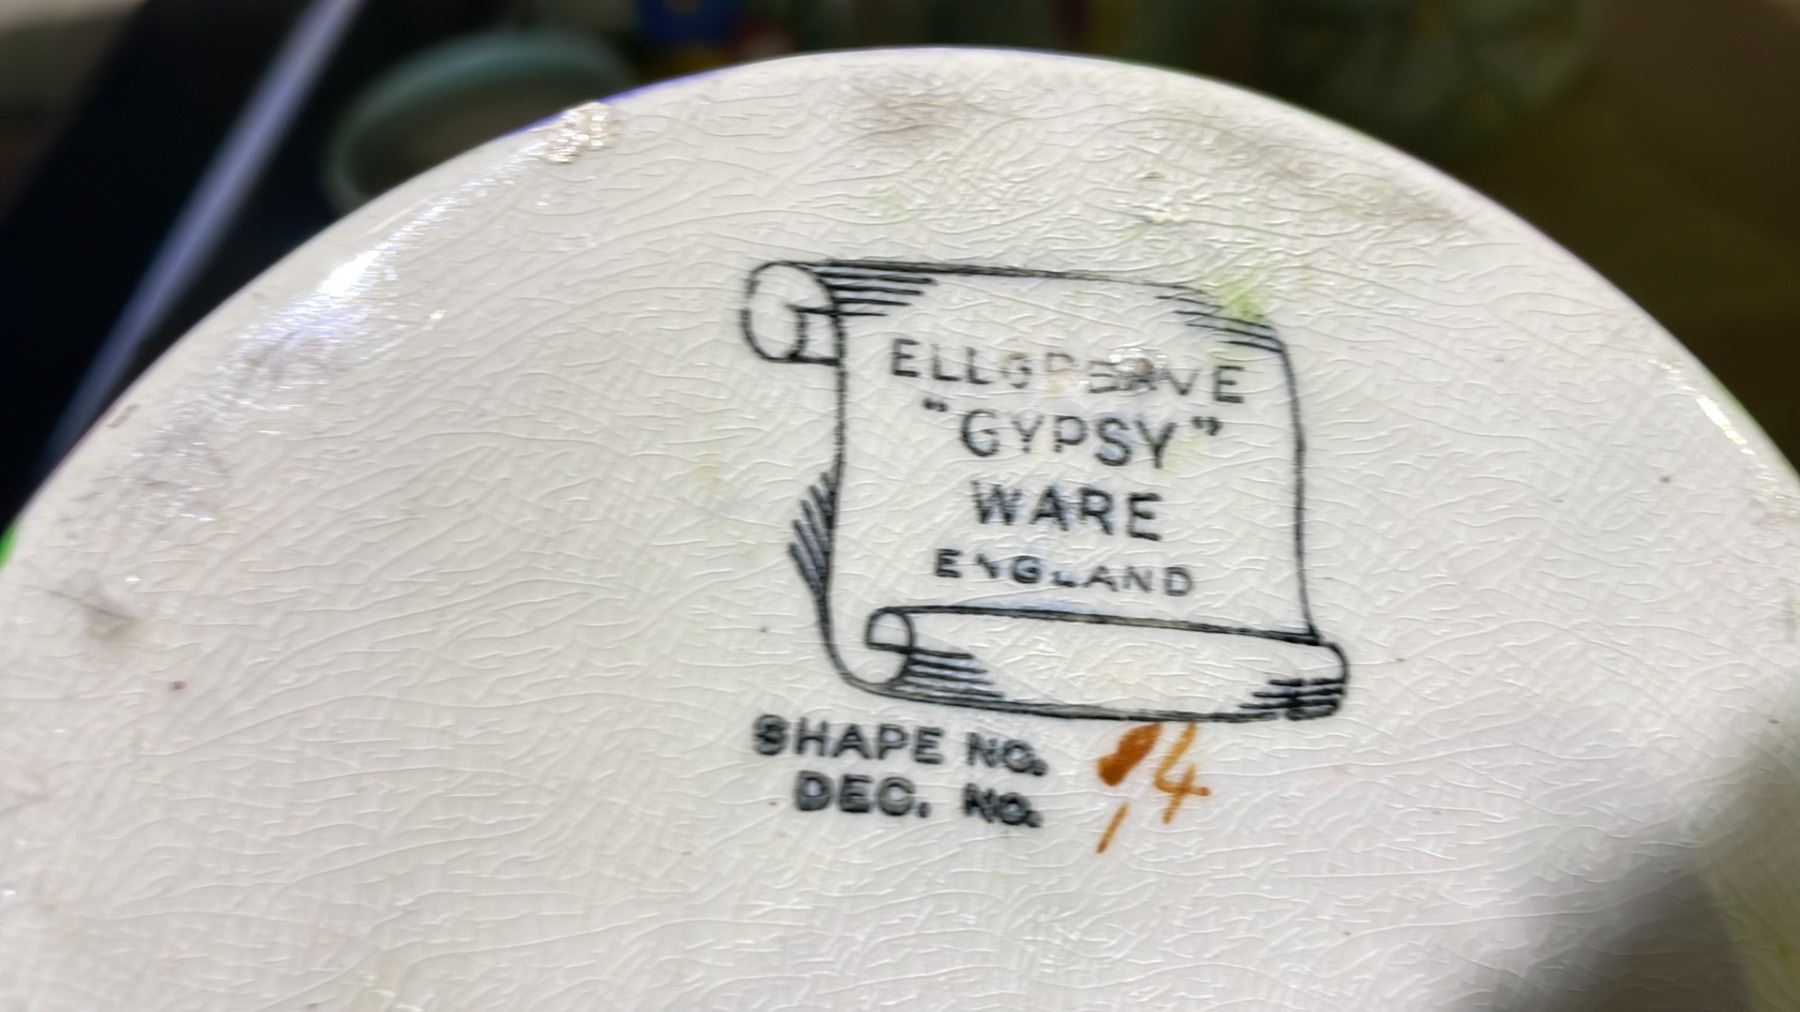 ELLGREAVE
"GYPSY"
WARE
ENGLAND
SHAPE NO.
DEC. NO.